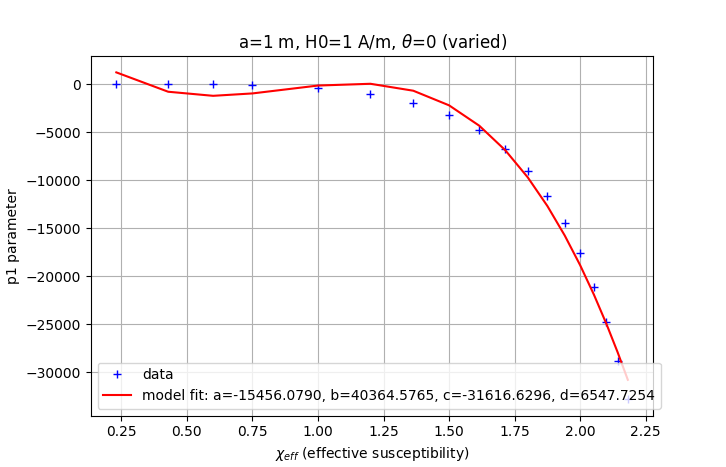 a=1 m, H0=1 A/m, θ=0 (varied)
p1 parameter
0
−5000
−10000
−15000
−20000
−25000
−30000
data
model fit: a=-15456.0790, b=40364.5765, c=-31616.6296, d=6547.7254
0.25 0.50 0.75 1.00 1.25 1.50 1.75 2.00 2.25
χeff (effective susceptibility)